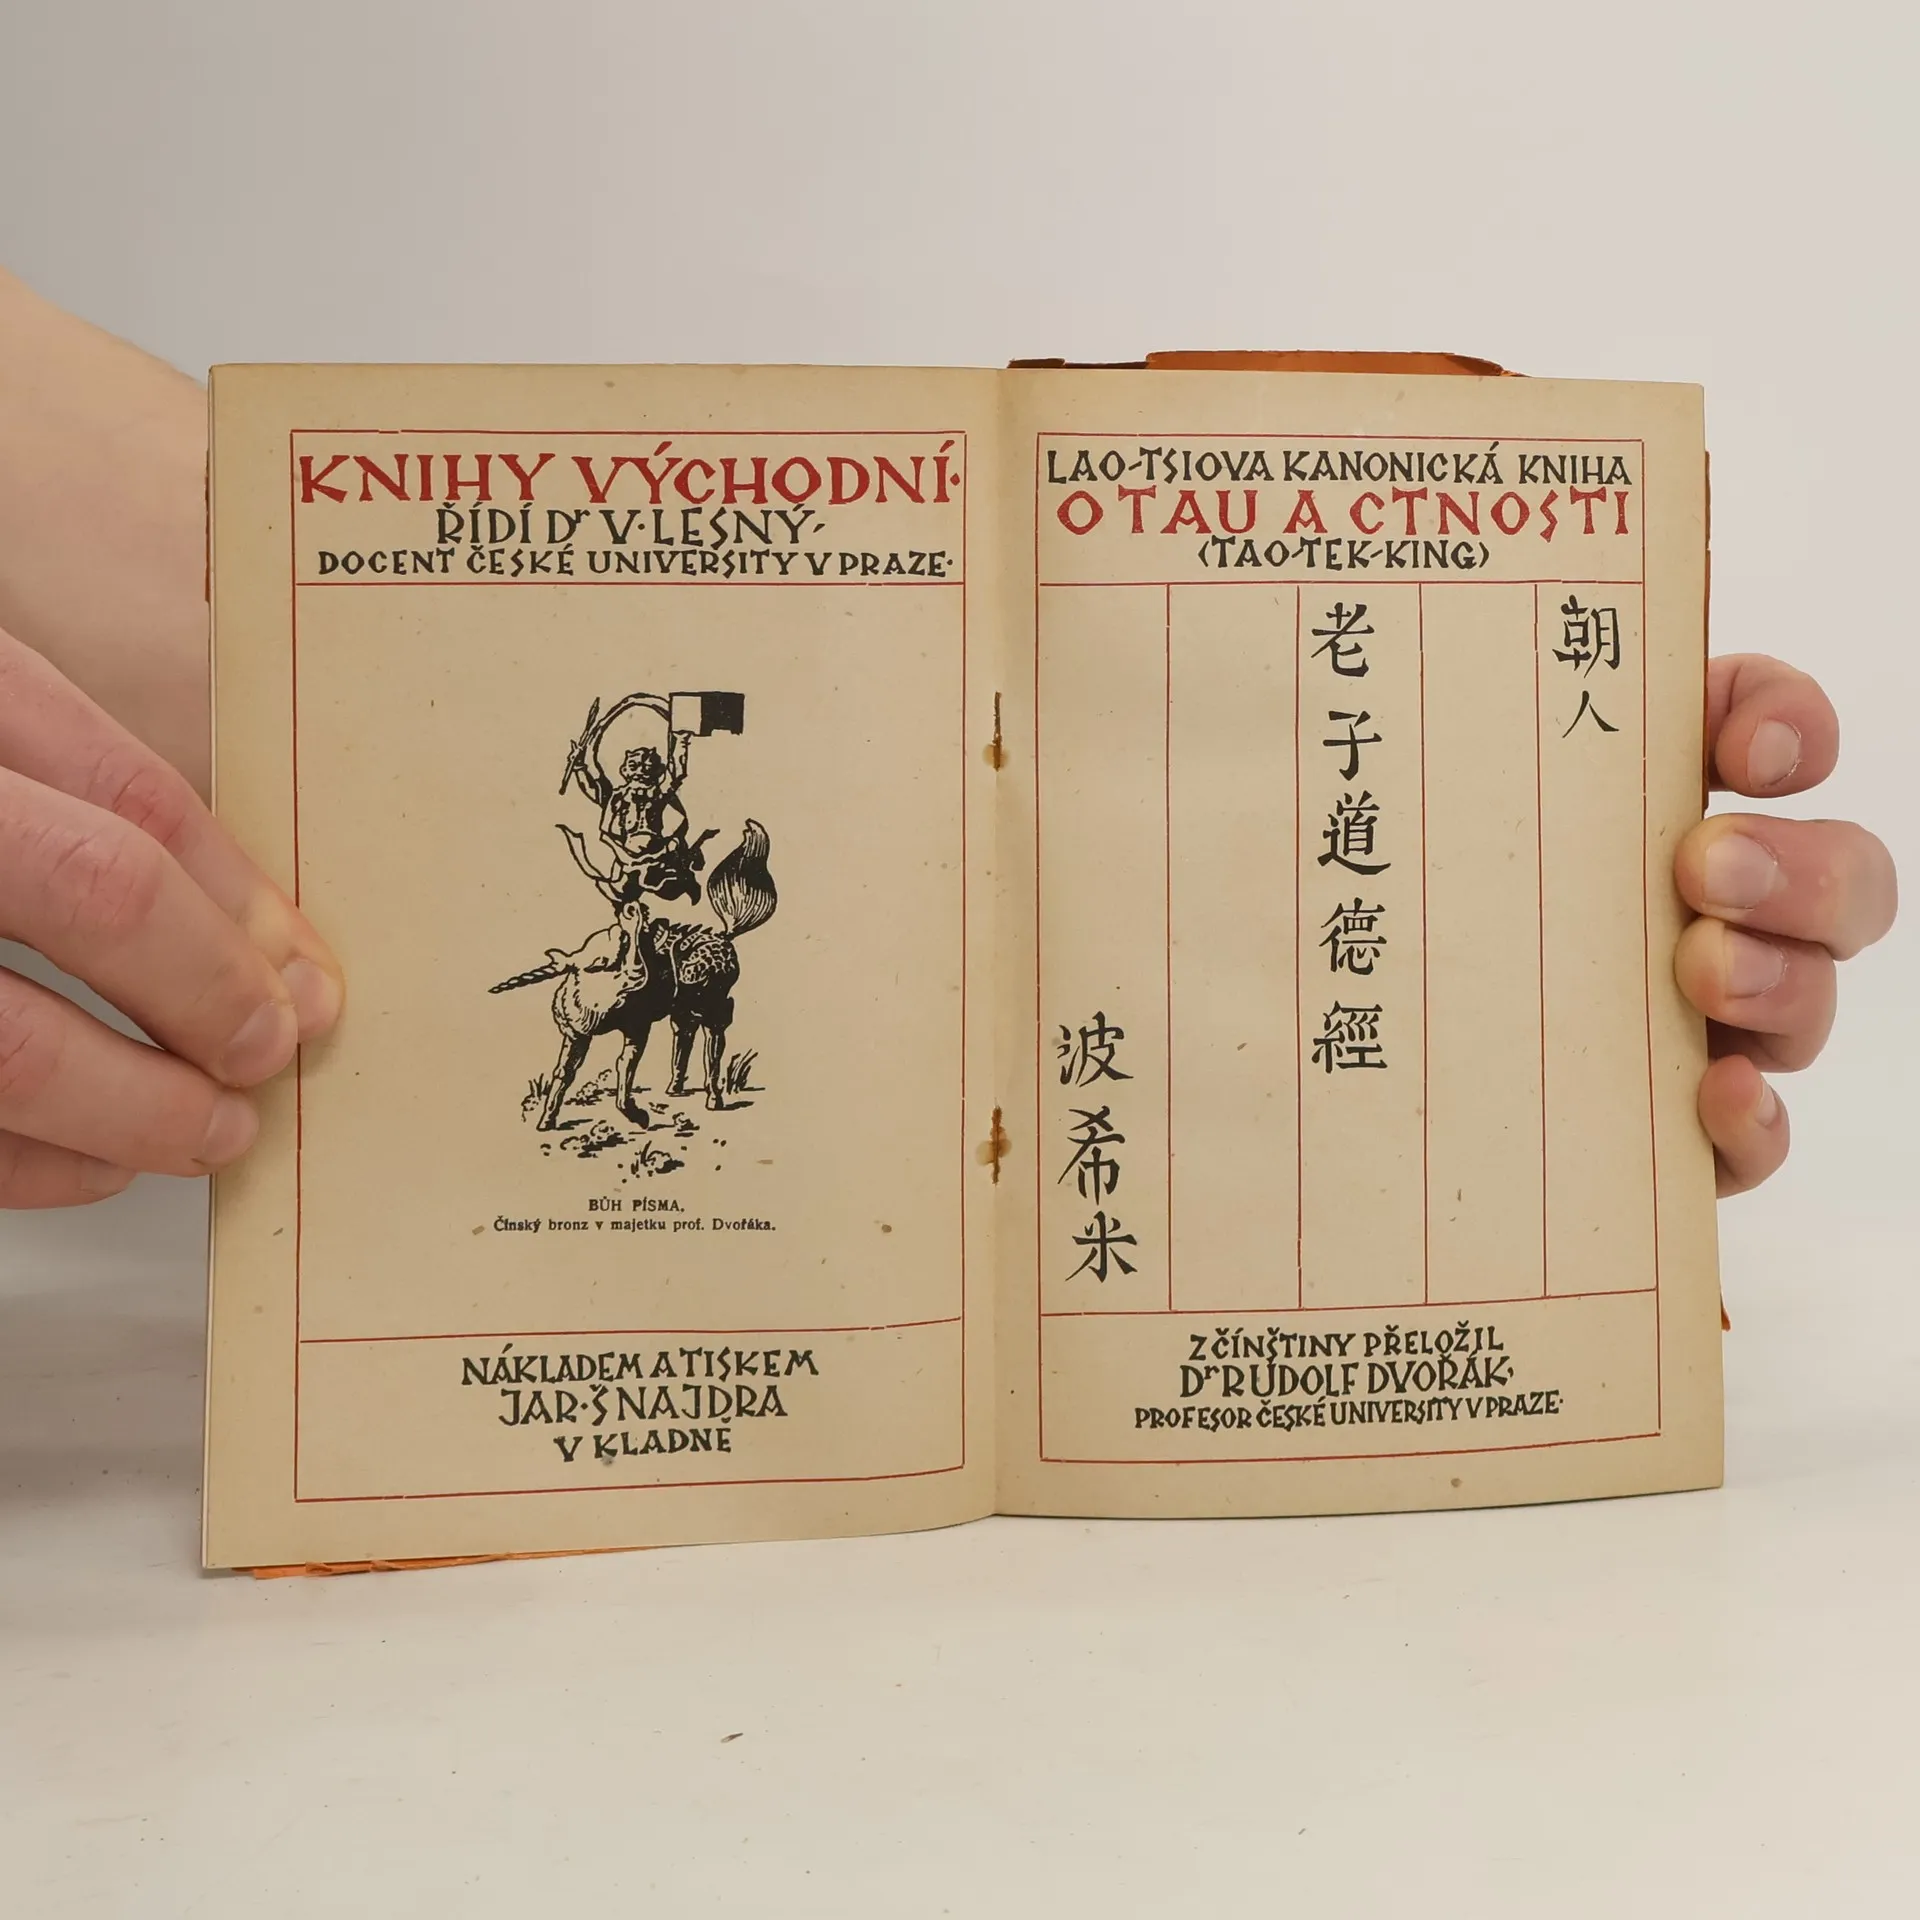 KNIHY VÝCHODNÍ·
ŘÍDÍ Dr V·LESNÝ,
DOCENT ČESKÉ UNIVERSITY V PRAZE·
BŮH PÍSMA,
Čínský bronz v majetku prof. Dvořáka.
NÁKLADEM A TISKEM
JAR·ŠNAJDRA
V KLADNĚ
LAO-TSIOVA KANONICKÁ KNIHA
O TAU A CTNOSTI
(TAO-TEK-KING)
朝人
老子道德經
波希米
Z ČÍNŠTINY PŘELOŽIL
Dr RUDOLF DVOŘÁK,
PROFESOR ČESKÉ UNIVERSITY V PRAZE·